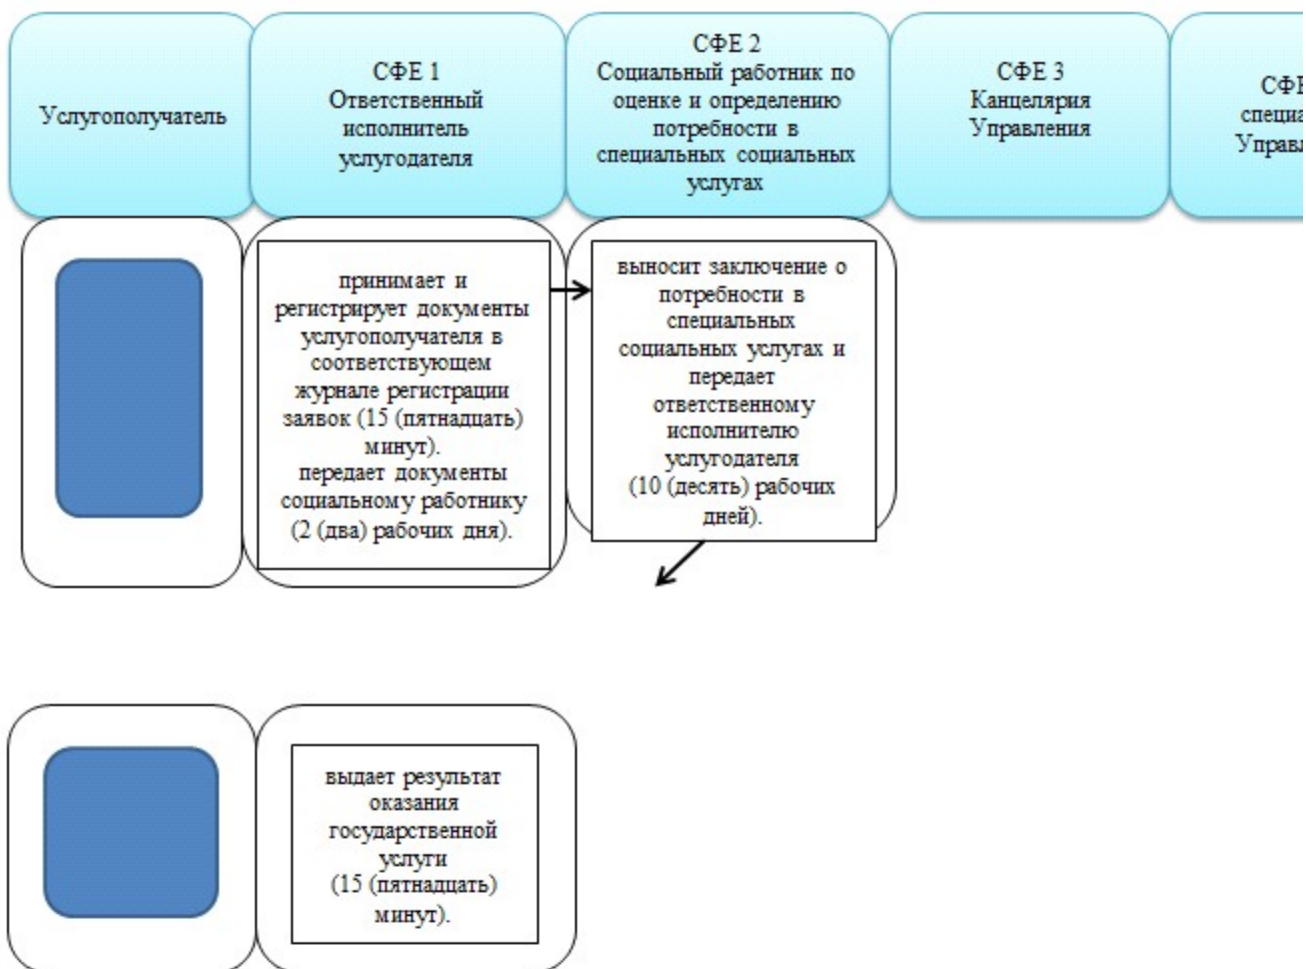 Услугополучатель
СФЕ 1
Ответственный
исполнитель
услугодателя
СФЕ 2
Социальный работник по
оценке и определению
потребности в
специальных социальных
услугах
СФЕ 3
Канцелярия
Управления
принимает и
регистрирует документы
услугополучателя в
соответствующем
журнале регистрации
заявок (15 (пятнадцать)
минут).
передает документы
социальному работнику
(2 (два) рабочих дня).
выносит заключение о
потребности в
специальных
социальных услугах и
передает
ответственному
исполнителю
услугодателя
(10 (десять) рабочих
дней).
выдает результат
оказания
государственной
услуги
(15 (пятнадцать)
минут).